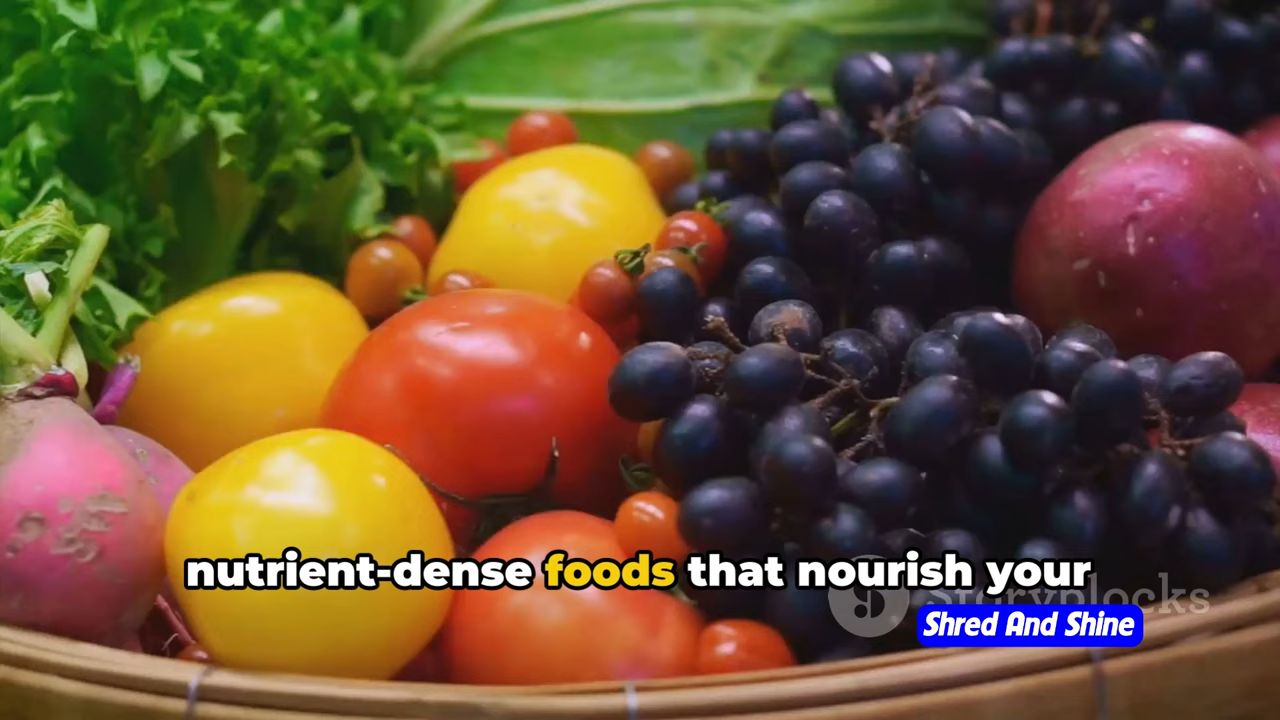 nutrient-dense foods that nourish your
Storyblocks
Shred And Shine